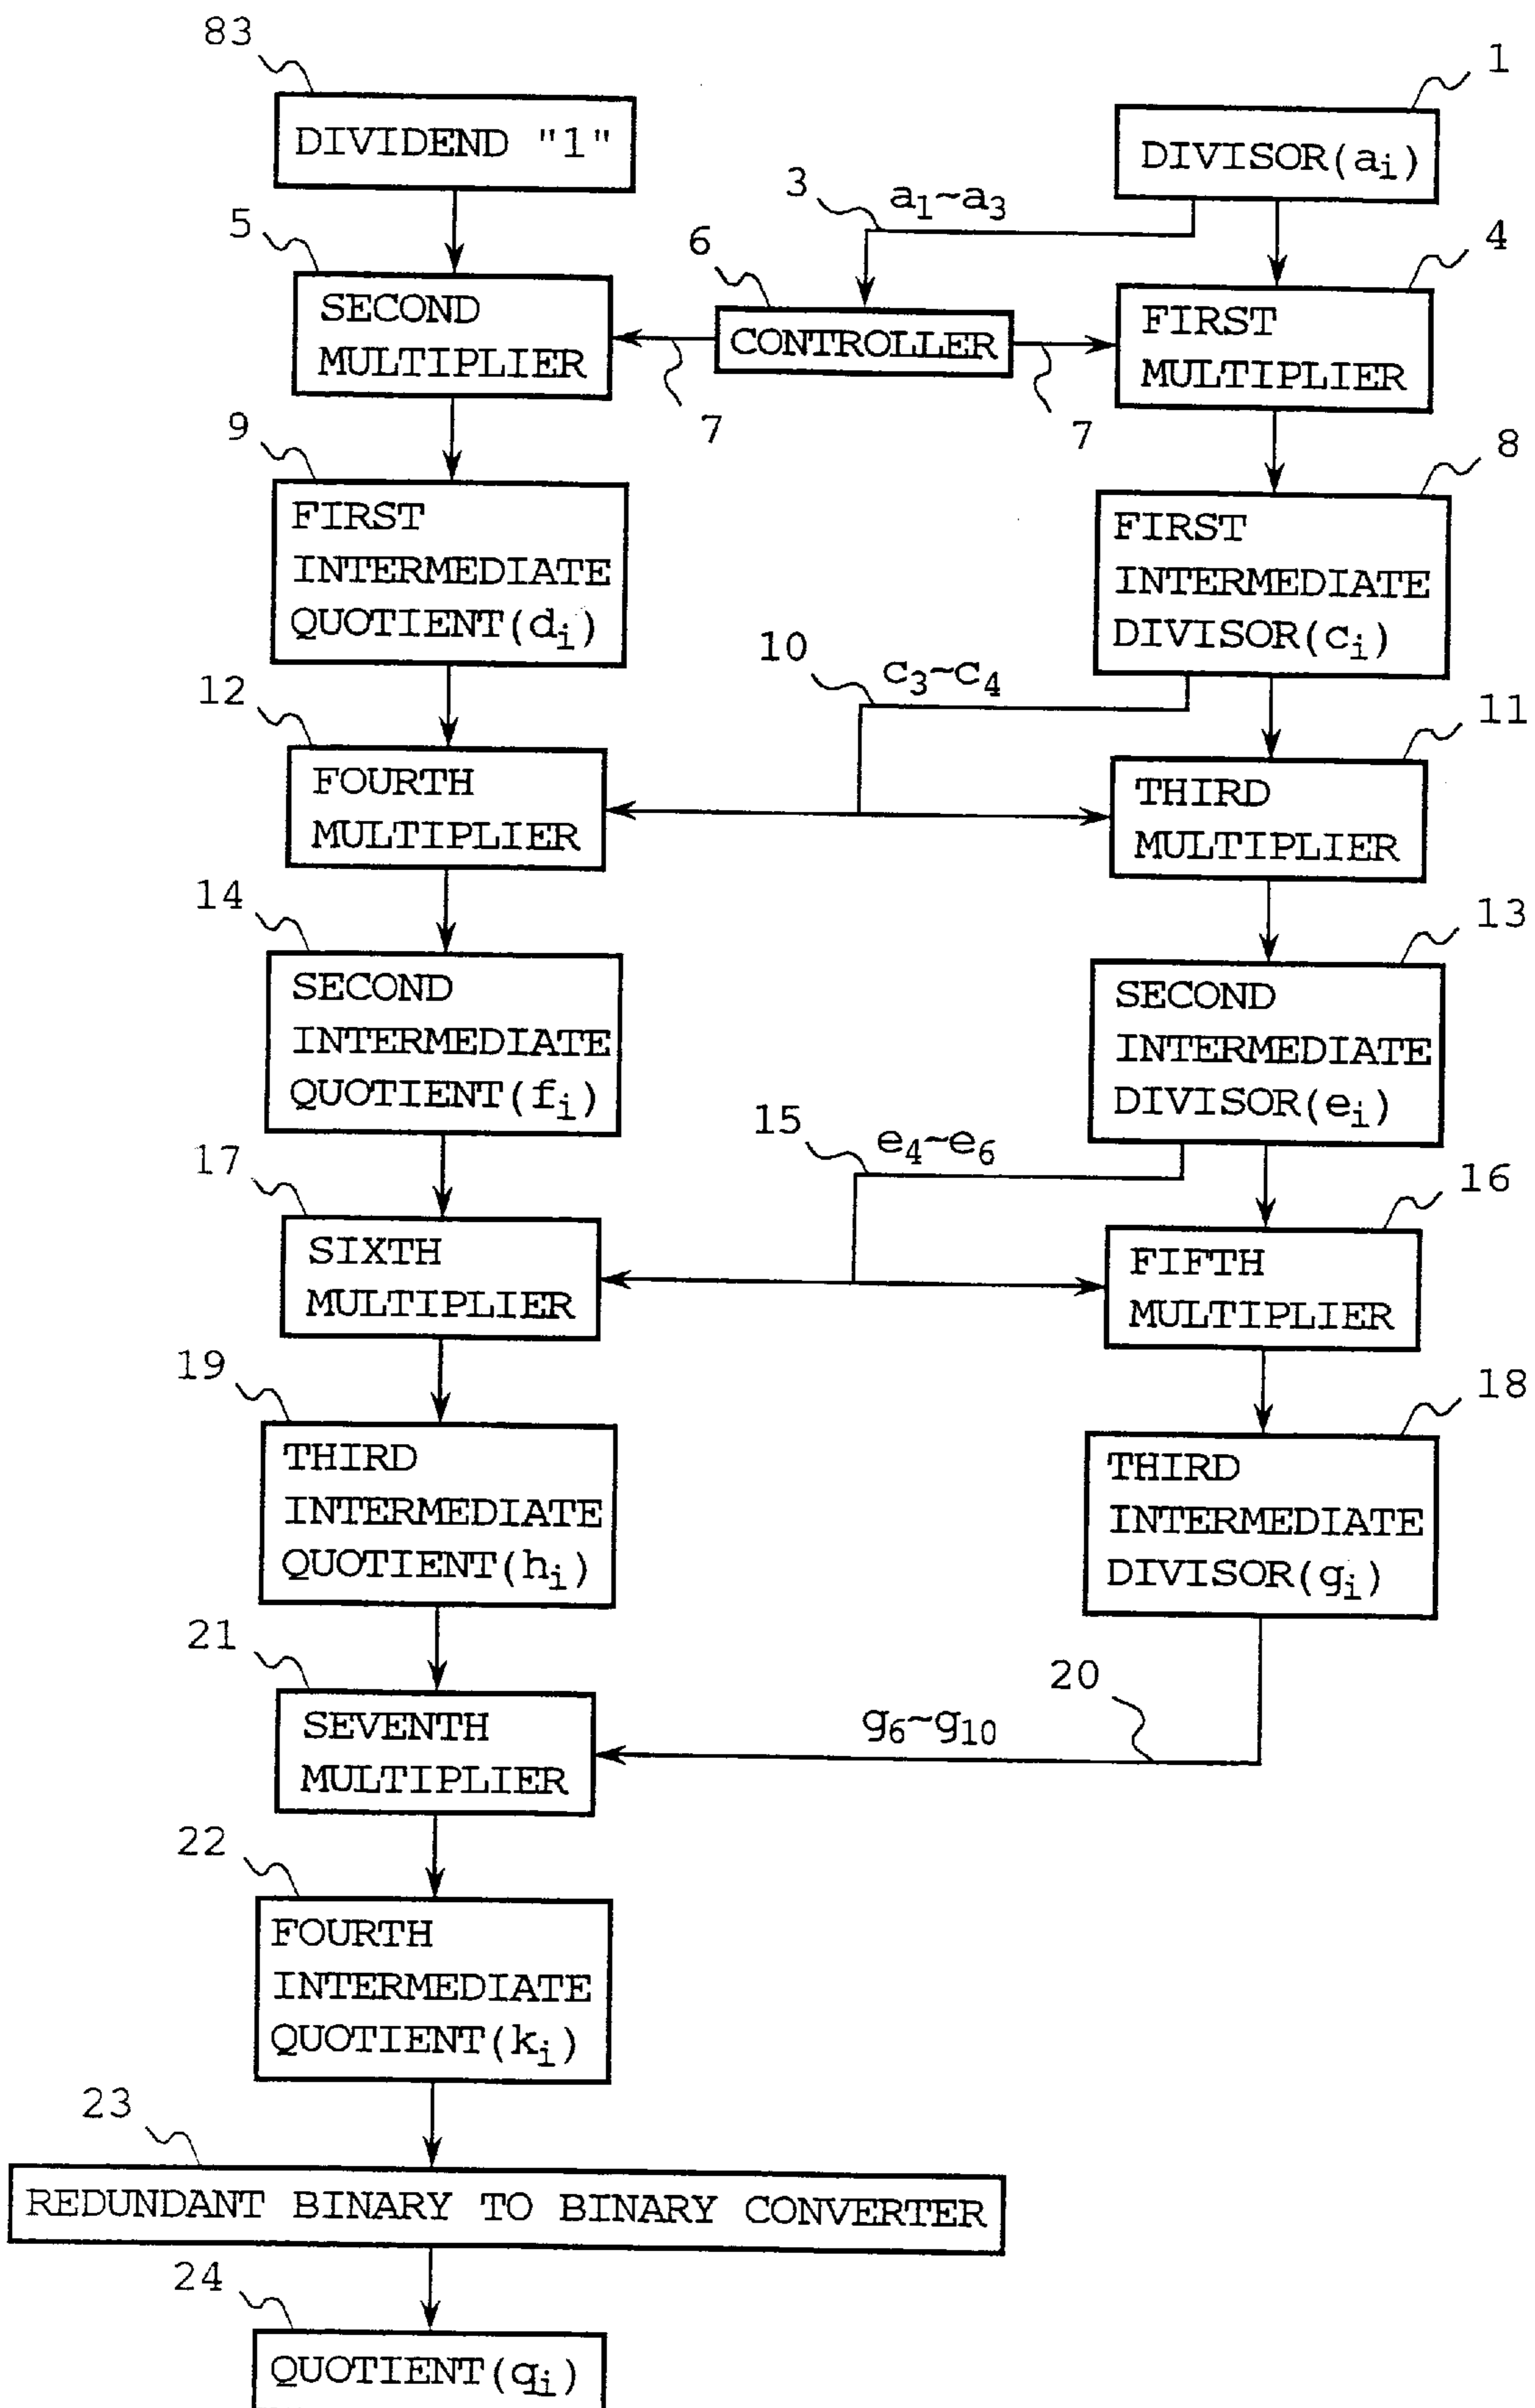 83
1
DIVIDEND "1"
DIVISOR(ai)
3
a1~a3
5
6
4
SECOND
MULTIPLIER
CONTROLLER
FIRST
MULTIPLIER
7
7
9
8
FIRST
INTERMEDIATE
QUOTIENT(di)
FIRST
INTERMEDIATE
DIVISOR(ci)
10
c3~c4
12
11
FOURTH
MULTIPLIER
THIRD
MULTIPLIER
14
13
SECOND
INTERMEDIATE
QUOTIENT(fi)
SECOND
INTERMEDIATE
DIVISOR(ei)
15
e4~e6
17
16
SIXTH
MULTIPLIER
FIFTH
MULTIPLIER
19
18
THIRD
INTERMEDIATE
QUOTIENT(hi)
THIRD
INTERMEDIATE
DIVISOR(gi)
21
20
SEVENTH
MULTIPLIER
g6~g10
22
FOURTH
INTERMEDIATE
QUOTIENT(ki)
23
REDUNDANT BINARY TO BINARY CONVERTER
24
QUOTIENT(qi)